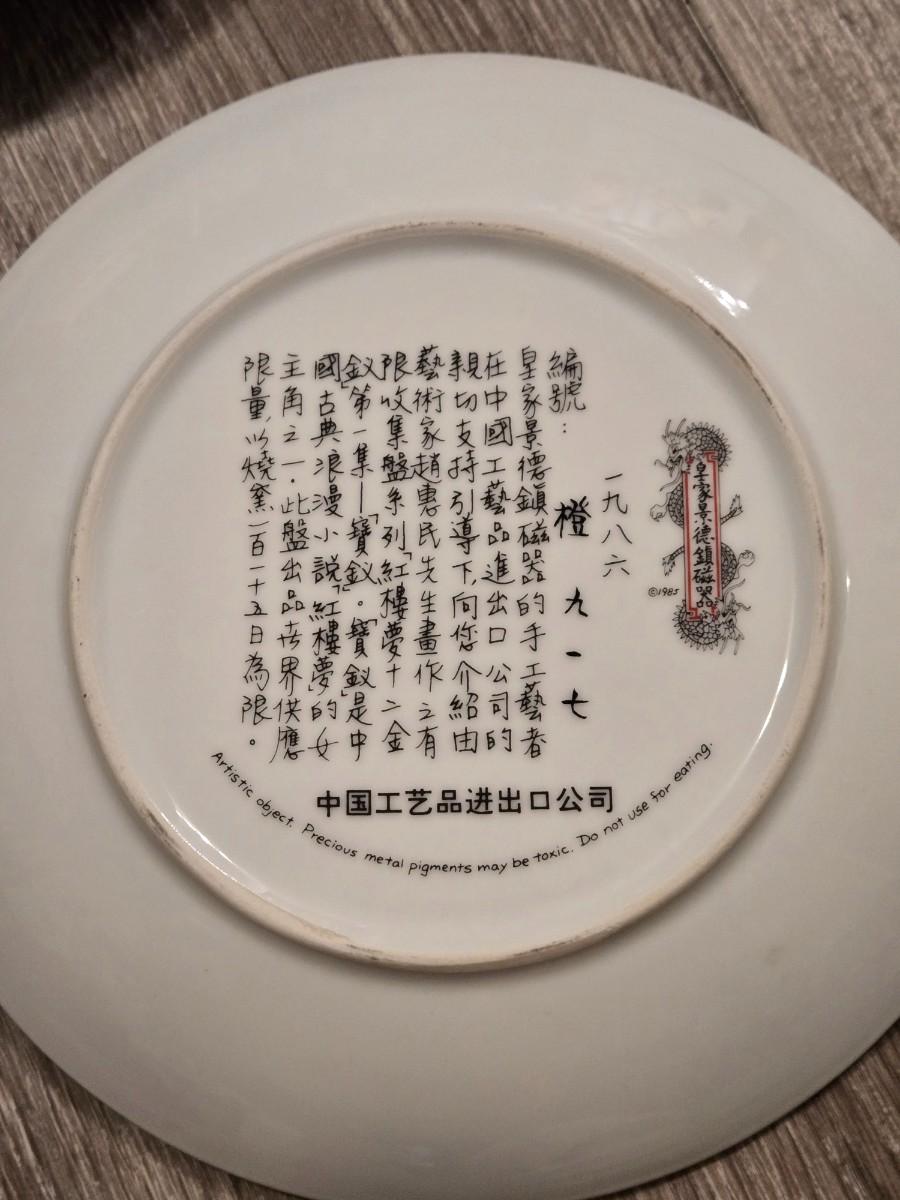 皇家景德鎮磁器
©1985
一九八六
編號: 橙 九一七
皇家景德鎮磁器的手工藝者
在中國工藝品進出口公司的
親切支持引導下,向您介紹由
藝術家趙惠民先生畫作之有
限收集盤系列「紅樓夢十二金
釵」第一集—「寶釵」。「寶釵」是中
國古典浪漫小說「紅樓夢」的女
主角之一.此盤出品世界供應
限量,以燒窯一百一十五日為限。
中国工艺品进出口公司
Artistic object. Precious metal pigments may be toxic. Do not use for eating.